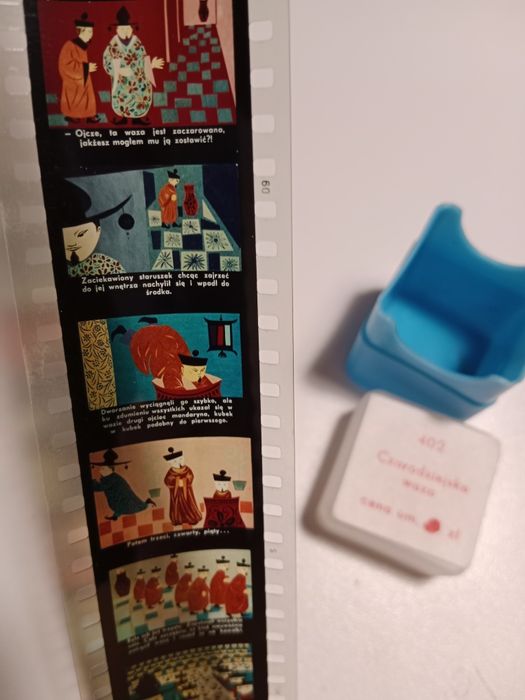 – Ojcze, ta waza jest zaczarowana,
jakżesz mogłem mu ją zostawić?!
60
Zaciekawiony staruszek chcąc zajrzeć
do jej wnętrza nachylił się i wpadł do
środka.
Dworzanie wyciągnęli go szybko, ale
ku zdumieniu wszystkich ukazał się w
wazie drugi ojciec mandaryna, kubek
w kubek podobny do pierwszego.
Potem trzeci, czwarty, piąty...
402
Czarodziejska
waza
cena um. zł